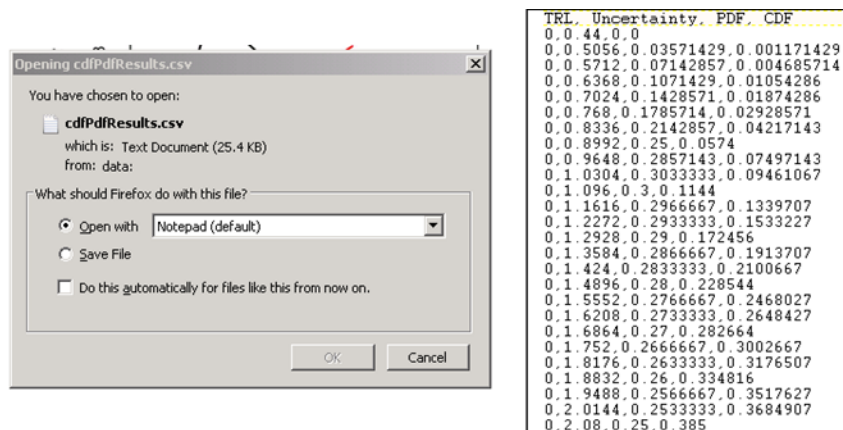 Opening cdfPdfResults.csv
You have chosen to open:
cdfPdfResults.csv
which is: Text Document (25.4 KB)
from: data:
What should Firefox do with this file?
Open with Notepad (default)
Save File
Do this automatically for files like this from now on.
OK Cancel
TRL, Uncertainty, PDF, CDF
0,0.44,0,0
0,0.5056,0.03571429,0.001171429
0,0.5712,0.07142857,0.004685714
0,0.6368,0.1071429,0.01054286
0,0.7024,0.1428571,0.01874286
0,0.768,0.1785714,0.02928571
0,0.8336,0.2142857,0.04217143
0,0.8992,0.25,0.0574
0,0.9648,0.2857143,0.07497143
0,1.0304,0.3033333,0.09461067
0,1.096,0.3,0.1144
0,1.1616,0.2966667,0.1339707
0,1.2272,0.2933333,0.1533227
0,1.2928,0.29,0.172456
0,1.3584,0.2866667,0.1913707
0,1.424,0.2833333,0.2100667
0,1.4896,0.28,0.228544
0,1.5552,0.2766667,0.2468027
0,1.6208,0.2733333,0.2648427
0,1.6864,0.27,0.282664
0,1.752,0.2666667,0.3002667
0,1.8176,0.2633333,0.3176507
0,1.8832,0.26,0.334816
0,1.9488,0.2566667,0.3517627
0,2.0144,0.2533333,0.3684907
0,2.08,0.25,0.385